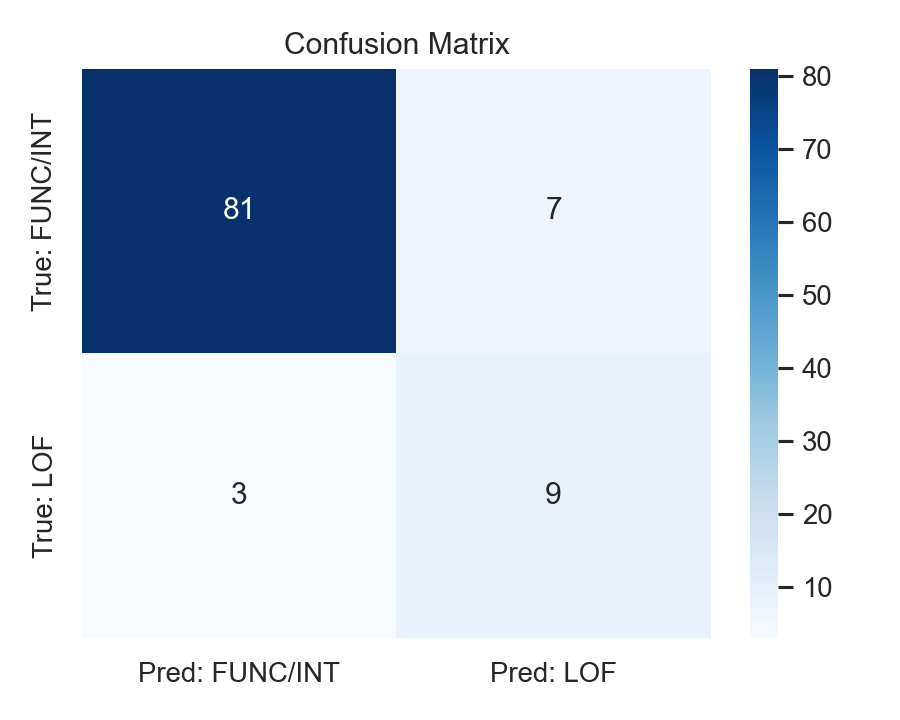 Confusion Matrix
True: FUNC/INT
True: LOF
81
7
3
9
Pred: FUNC/INT
Pred: LOF
80
70
60
50
40
30
20
10